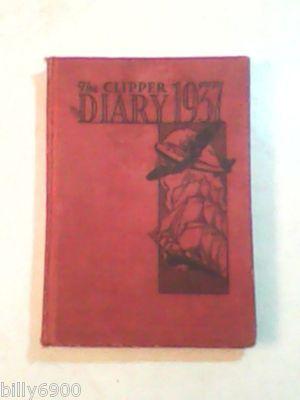 The CLIPPER
DIARY 1937
billy6900